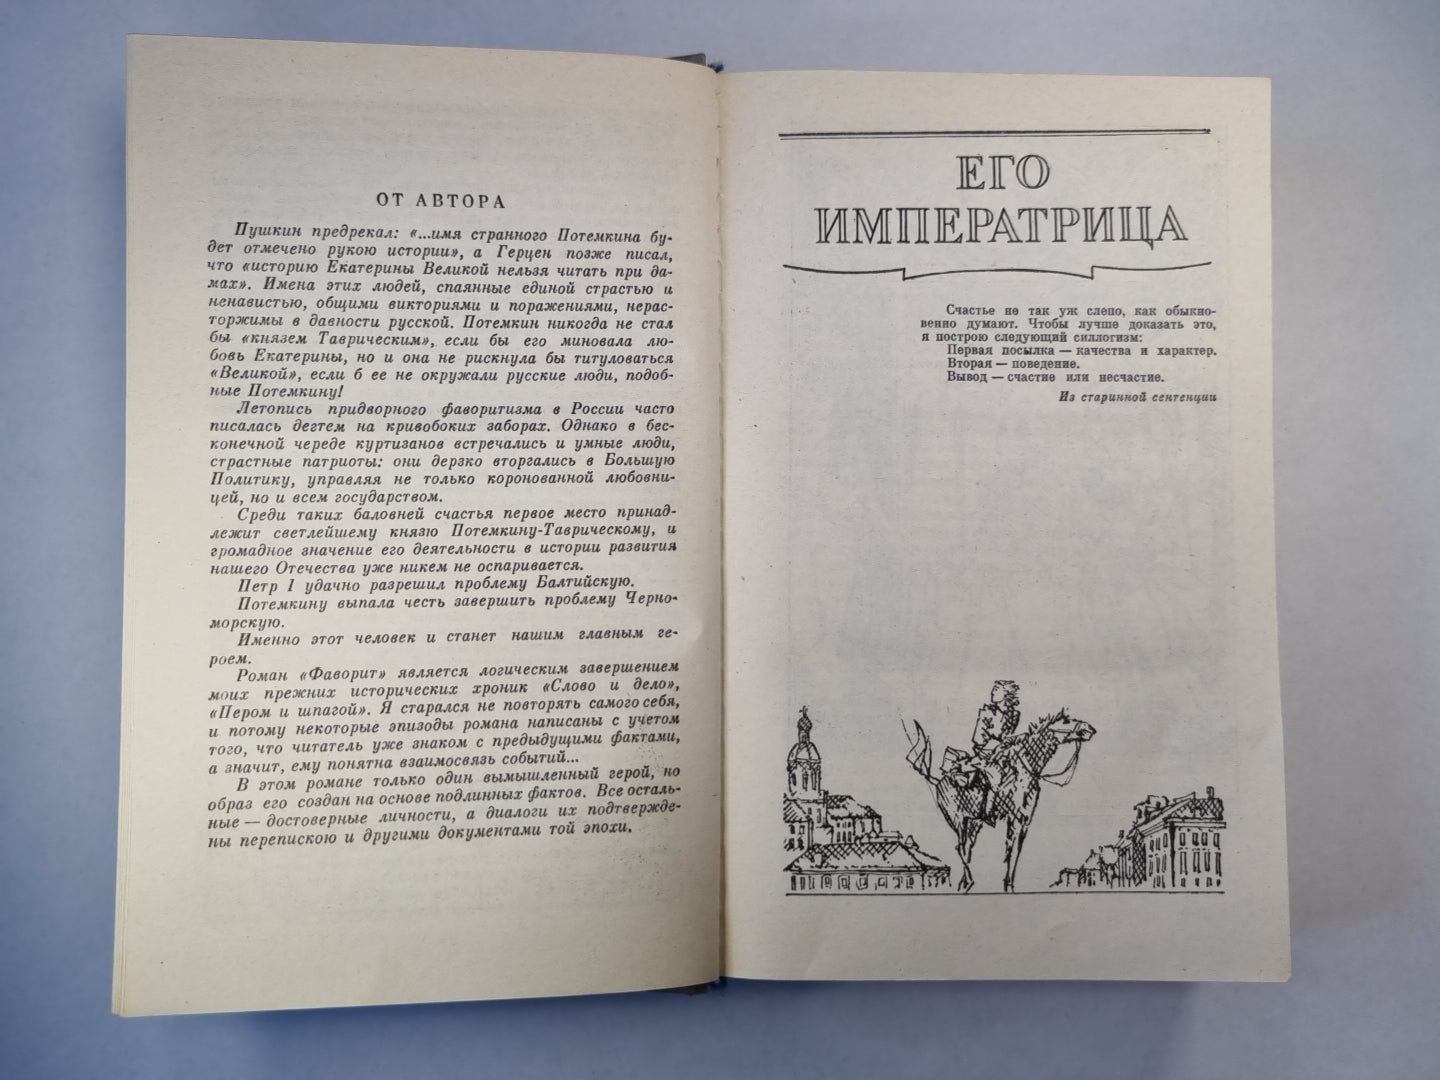 ОТ АВТОРА
Пушкин предрекал: «...имя странного Потемкина бу-
дет отмечено рукою истории», а Герцен позже писал,
что «историю Екатерины Великой нельзя читать при да-
мах». Имена этих людей, спаянные единой страстью и
ненавистью, общими викториями и поражениями, нерас-
торжимы в давности русской. Потемкин никогда не стал
бы «князем Таврическим», если бы его миновала лю-
бовь Екатерины, но и она не рискнула бы титуловаться
«Великой», если б ее не окружали русские люди, подоб-
ные Потемкину!
Летопись придворного фаворитизма в России часто
писалась дегтем на кривобоких заборах. Однако в бес-
конечной череде куртизанов встречались и умные люди,
страстные патриоты: они дерзко вторгались в Большую
Политику, управляя не только коронованной любовни-
цей, но и всем государством.
Среди таких баловней счастья первое место принад-
лежит светлейшему князю Потемкину-Таврическому, и
громадное значение его деятельности в истории развития
нашего Отечества уже никем не оспаривается.
Петр I удачно разрешил проблему Балтийскую.
Потемкину выпала честь завершить проблему Черно-
морскую.
Именно этот человек и станет нашим главным ге-
роем.
Роман «Фаворит» является логическим завершением
моих прежних исторических хроник «Слово и дело»,
«Пером и шпагой». Я старался не повторять самого себя,
и потому некоторые эпизоды романа написаны с учетом
того, что читатель уже знаком с предыдущими фактами,
а значит, ему понятна взаимосвязь событий...
В этом романе только один вымышленный герой, но
образ его создан на основе подлинных фактов. Все осталь-
ные — достоверные личности, а диалоги их подтвержде-
ны перепискою и другими документами той эпохи.
ЕГО
ИМПЕРАТРИЦА
Счастье не так уж слепо, как обыкно-
венно думают. Чтобы лучше доказать это,
я построю следующий силлогизм:
Первая посылка — качества и характер.
Вторая — поведение.
Вывод — счастие или несчастие.
Из старинной сентенции